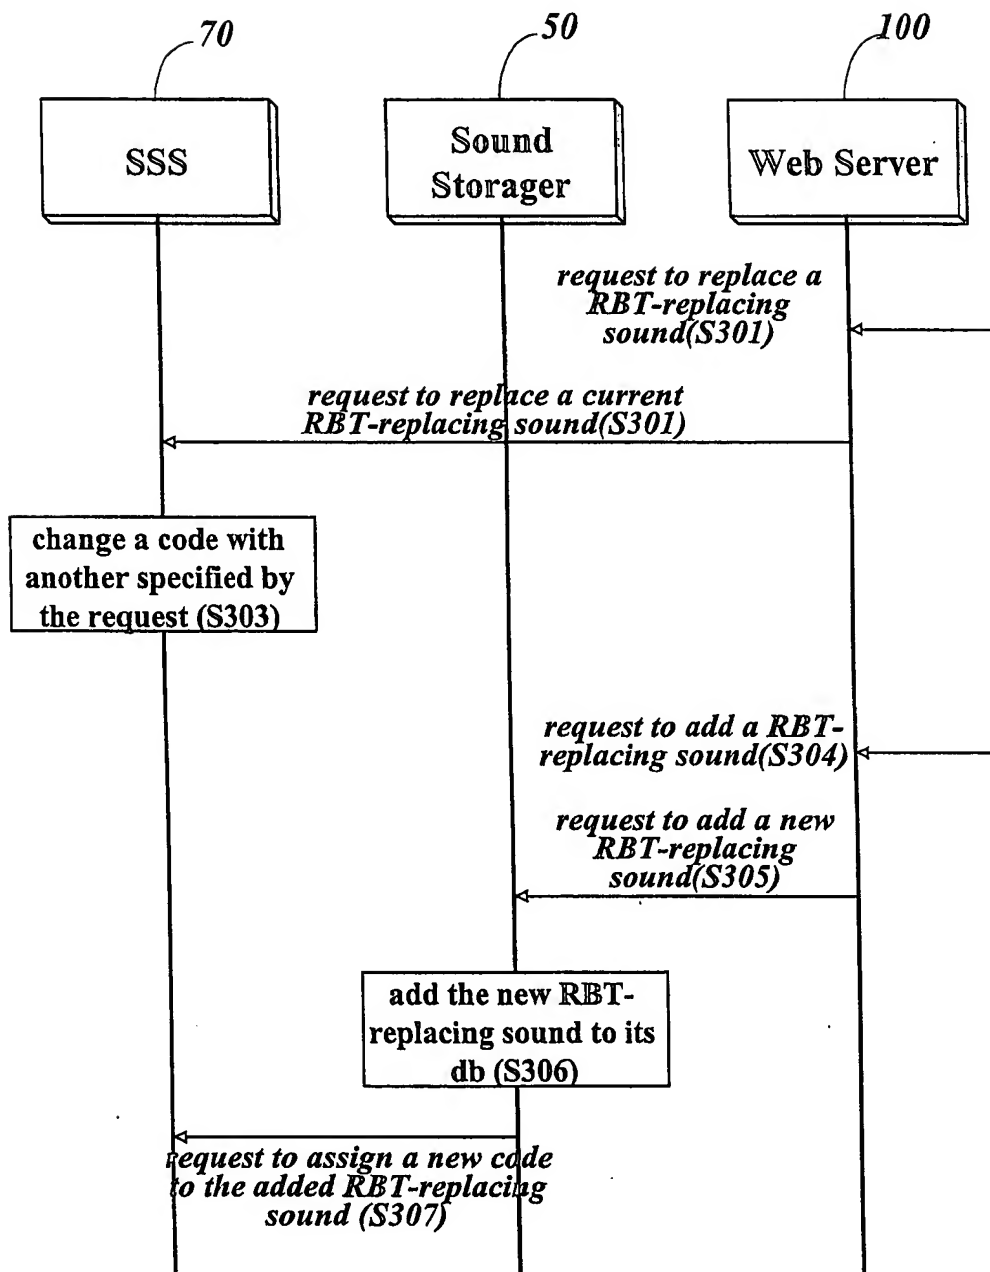 70
50
100
SSS
Sound
Storager
Web Server
request to replace a
RBT-replacing
sound(S301)
request to replace a current
RBT-replacing sound(S301)
change a code with
another specified by
the request (S303)
request to add a RBT-
replacing sound(S304)
request to add a new
RBT-replacing
sound(S305)
add the new RBT-
replacing sound to its
db (S306)
request to assign a new code
to the added RBT-replacing
sound (S307)